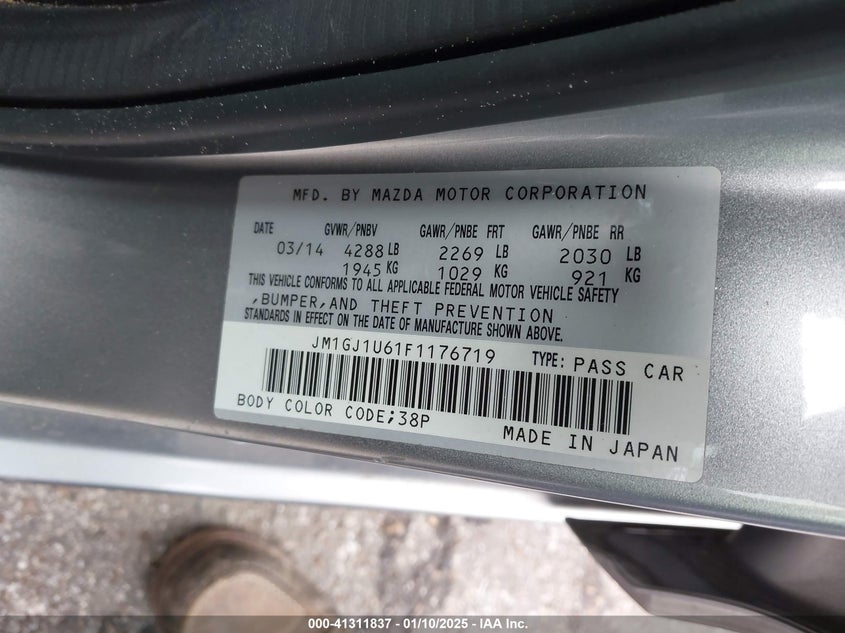 MFD. BY MAZDA MOTOR CORPORATION
DATE GVWR/PNBV GAWR/PNBE FRT GAWR/PNBE RR
03/14 4288 LB 2269 LB 2030 LB
1945 KG 1029 KG 921 KG
THIS VEHICLE CONFORMS TO ALL APPLICABLE FEDERAL MOTOR VEHICLE SAFETY
,BUMPER,AND THEFT PREVENTION
STANDARDS IN EFFECT ON THE DATE OF MANUFACTURE SHOWN ABOVE.
JM1GJ1U61F1176719 TYPE: PASS CAR
BODY COLOR CODE;38P
MADE IN JAPAN
000-41311837 - 01/10/2025 - IAA Inc.